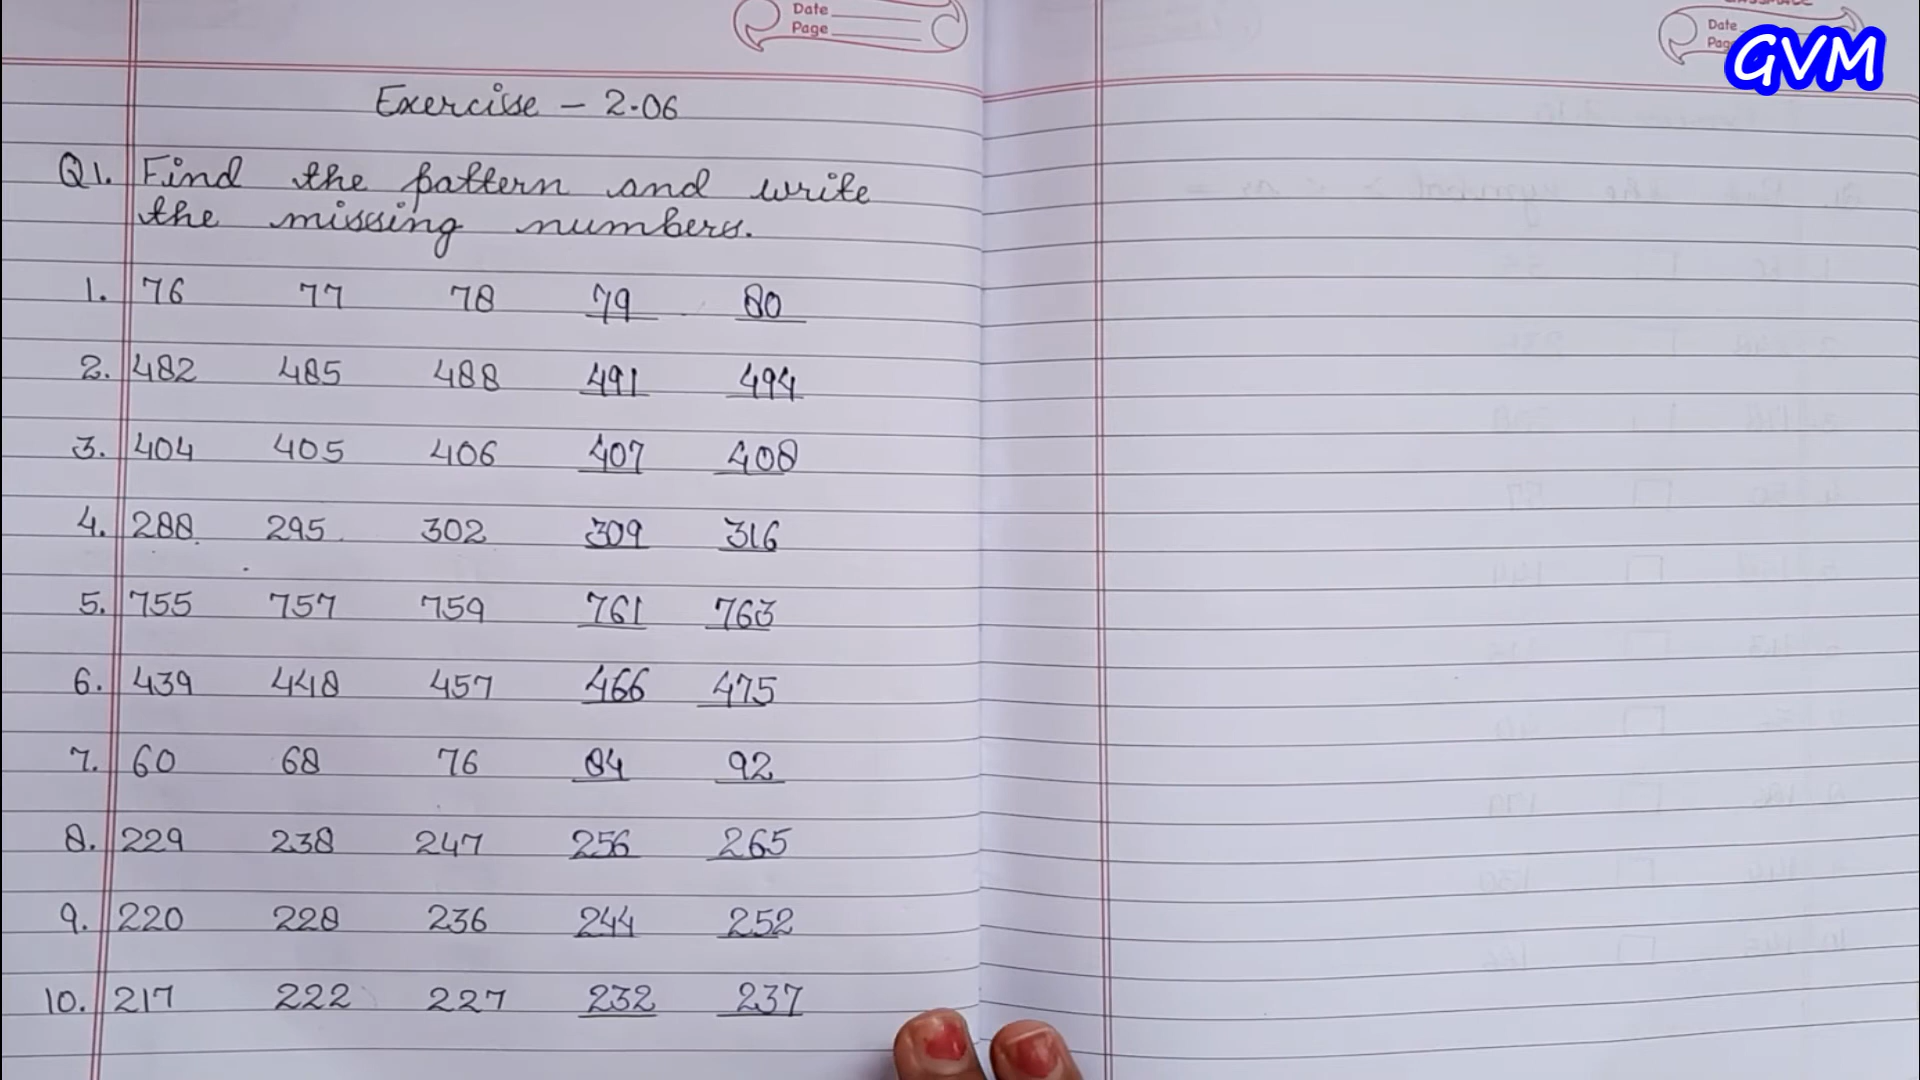 Date
Page
Date
Pag
GVM
Exercise - 2.06
Q1. Find the pattern and write
the missing numbers.
1. 76 77 78 79 80
2. 482 485 488 491 494
3. 404 405 406 407 408
4. 288 295 302 309 316
5. 755 757 759 761 763
6. 439 448 457 466 475
7. 60 68 76 84 92
8. 229 238 247 256 265
9. 220 228 236 244 252
10. 217 222 227 232 237